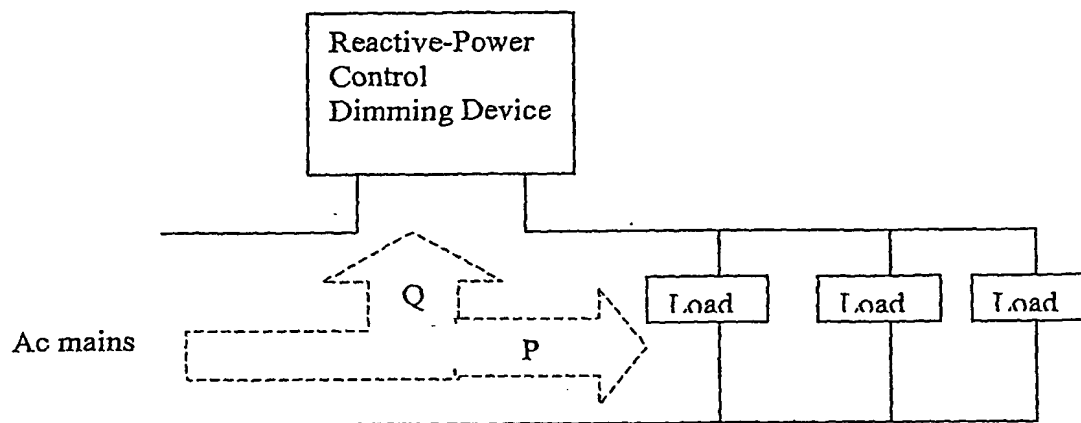 Reactive-Power
Control
Dimming Device
Q
Load
Load
Load
Ac mains
P